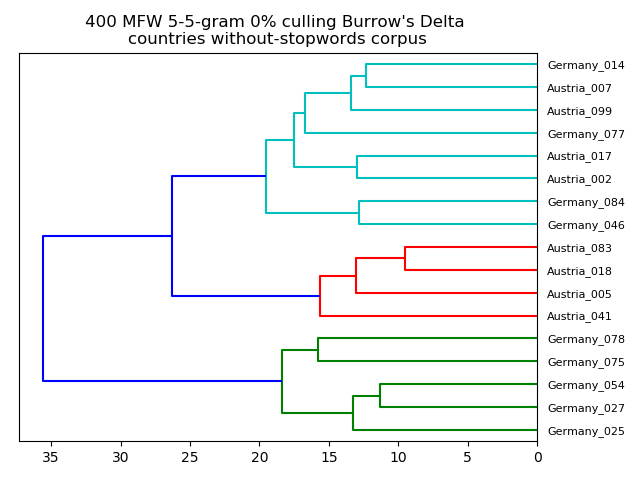 400 MFW 5-5-gram 0% culling Burrow's Delta
countries without-stopwords corpus
Germany_014
Austria_007
Austria_099
Germany_077
Austria_017
Austria_002
Germany_084
Germany_046
Austria_083
Austria_018
Austria_005
Austria_041
Germany_078
Germany_075
Germany_054
Germany_027
Germany_025
35 30 25 20 15 10 5 0